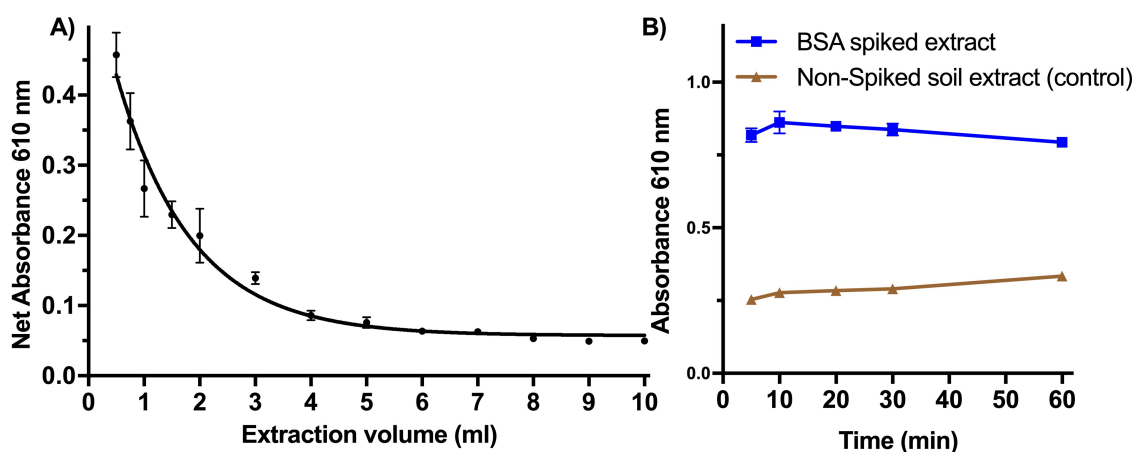 A)
Net Absorbance 610 nm
0.4
0.3
0.2
0.1
0.0
0 1 2 3 4 5 6 7 8 9 10
Extraction volume (ml)
B)
BSA spiked extract
Non-Spiked soil extract (control)
Absorbance 610 nm
1.0
0.5
0.0
0 10 20 30 40 50 60
Time (min)